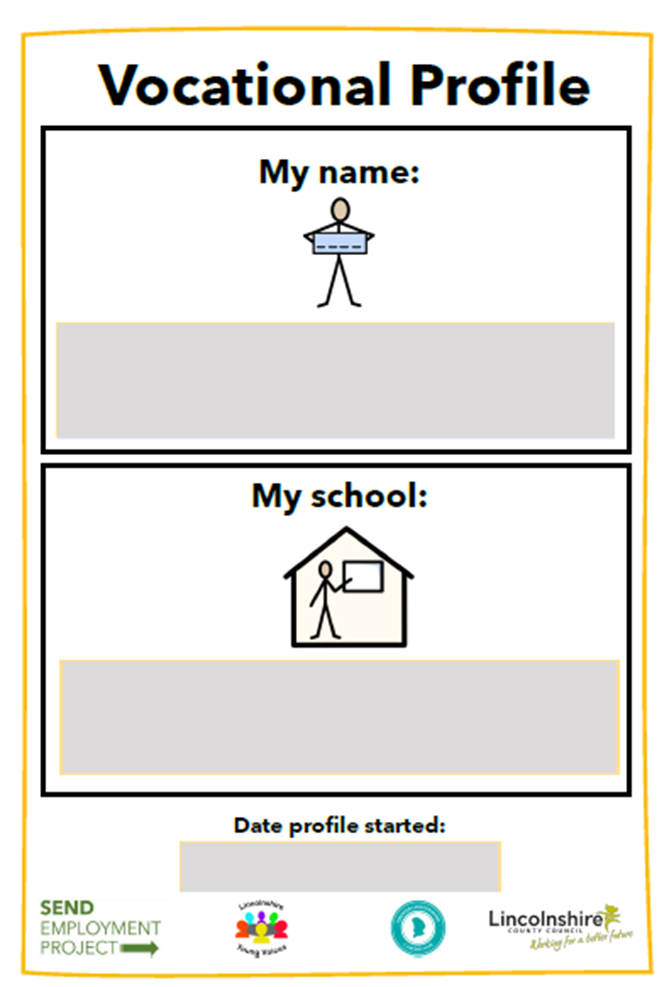 Vocational Profile
My name:
My school:
Date profile started:
SEND
EMPLOYMENT
PROJECT
Lincolnshire
Young Voices
Lincolnshire
COUNTY COUNCIL
Working for a better future